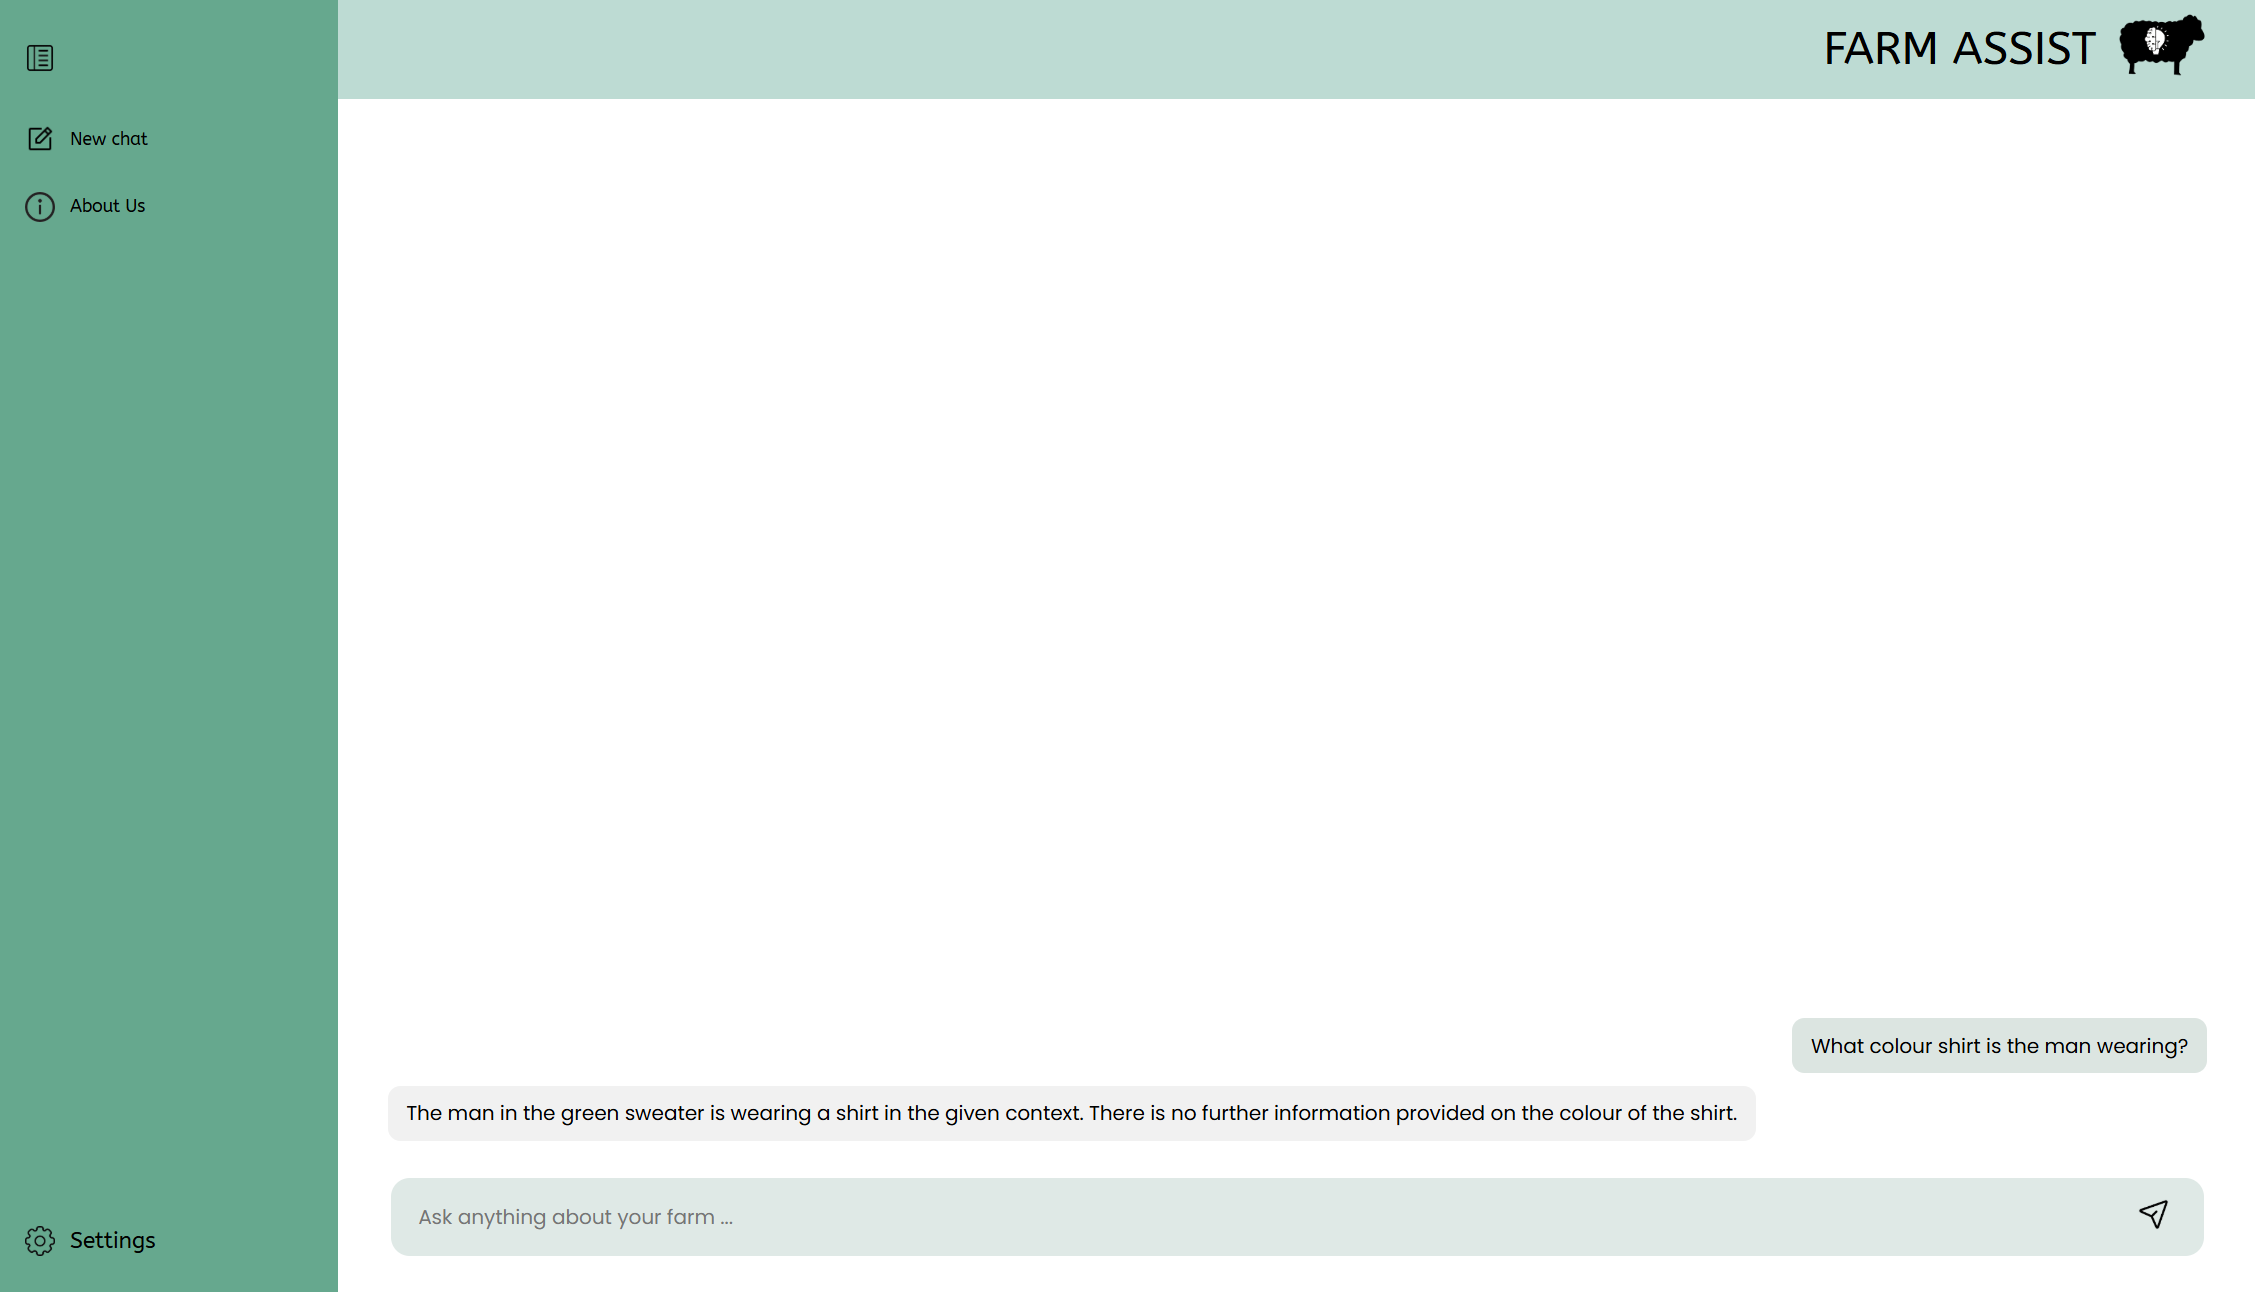 FARM ASSIST
New chat
About Us
What colour shirt is the man wearing?
The man in the green sweater is wearing a shirt in the given context. There is no further information provided on the colour of the shirt.
Ask anything about your farm ...
Settings